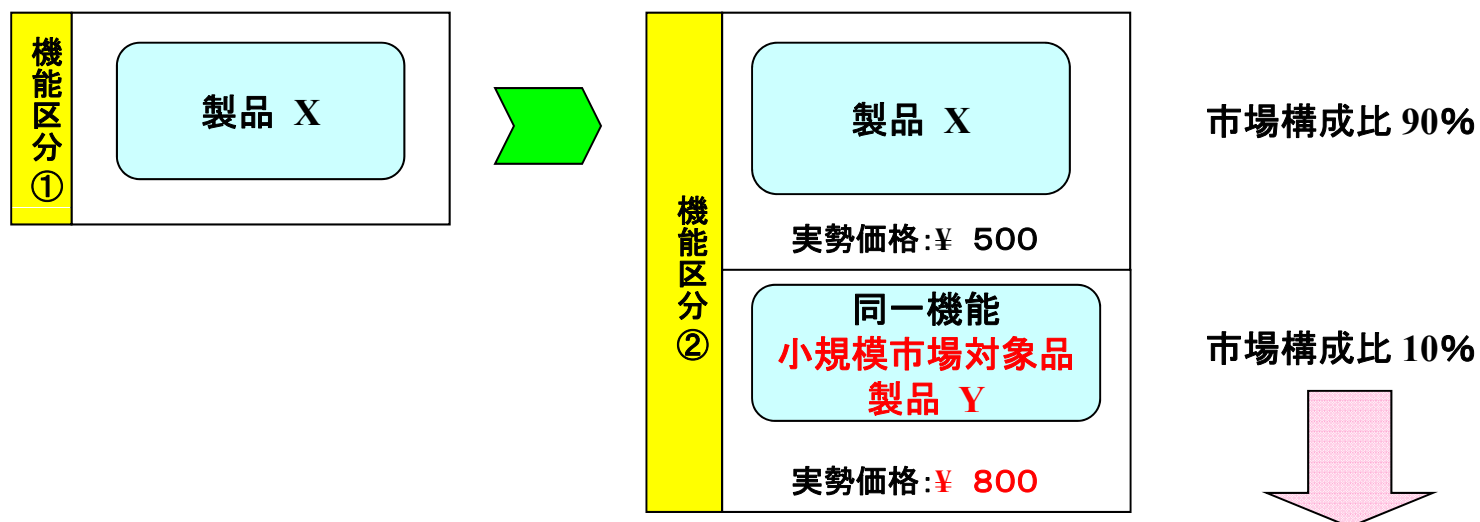 機能区分①
製品 X
機能区分②
製品 X
市場構成比 90%
実勢価格:¥ 500
同一機能
小規模市場対象品
製品 Y
市場構成比 10%
実勢価格:¥ 800